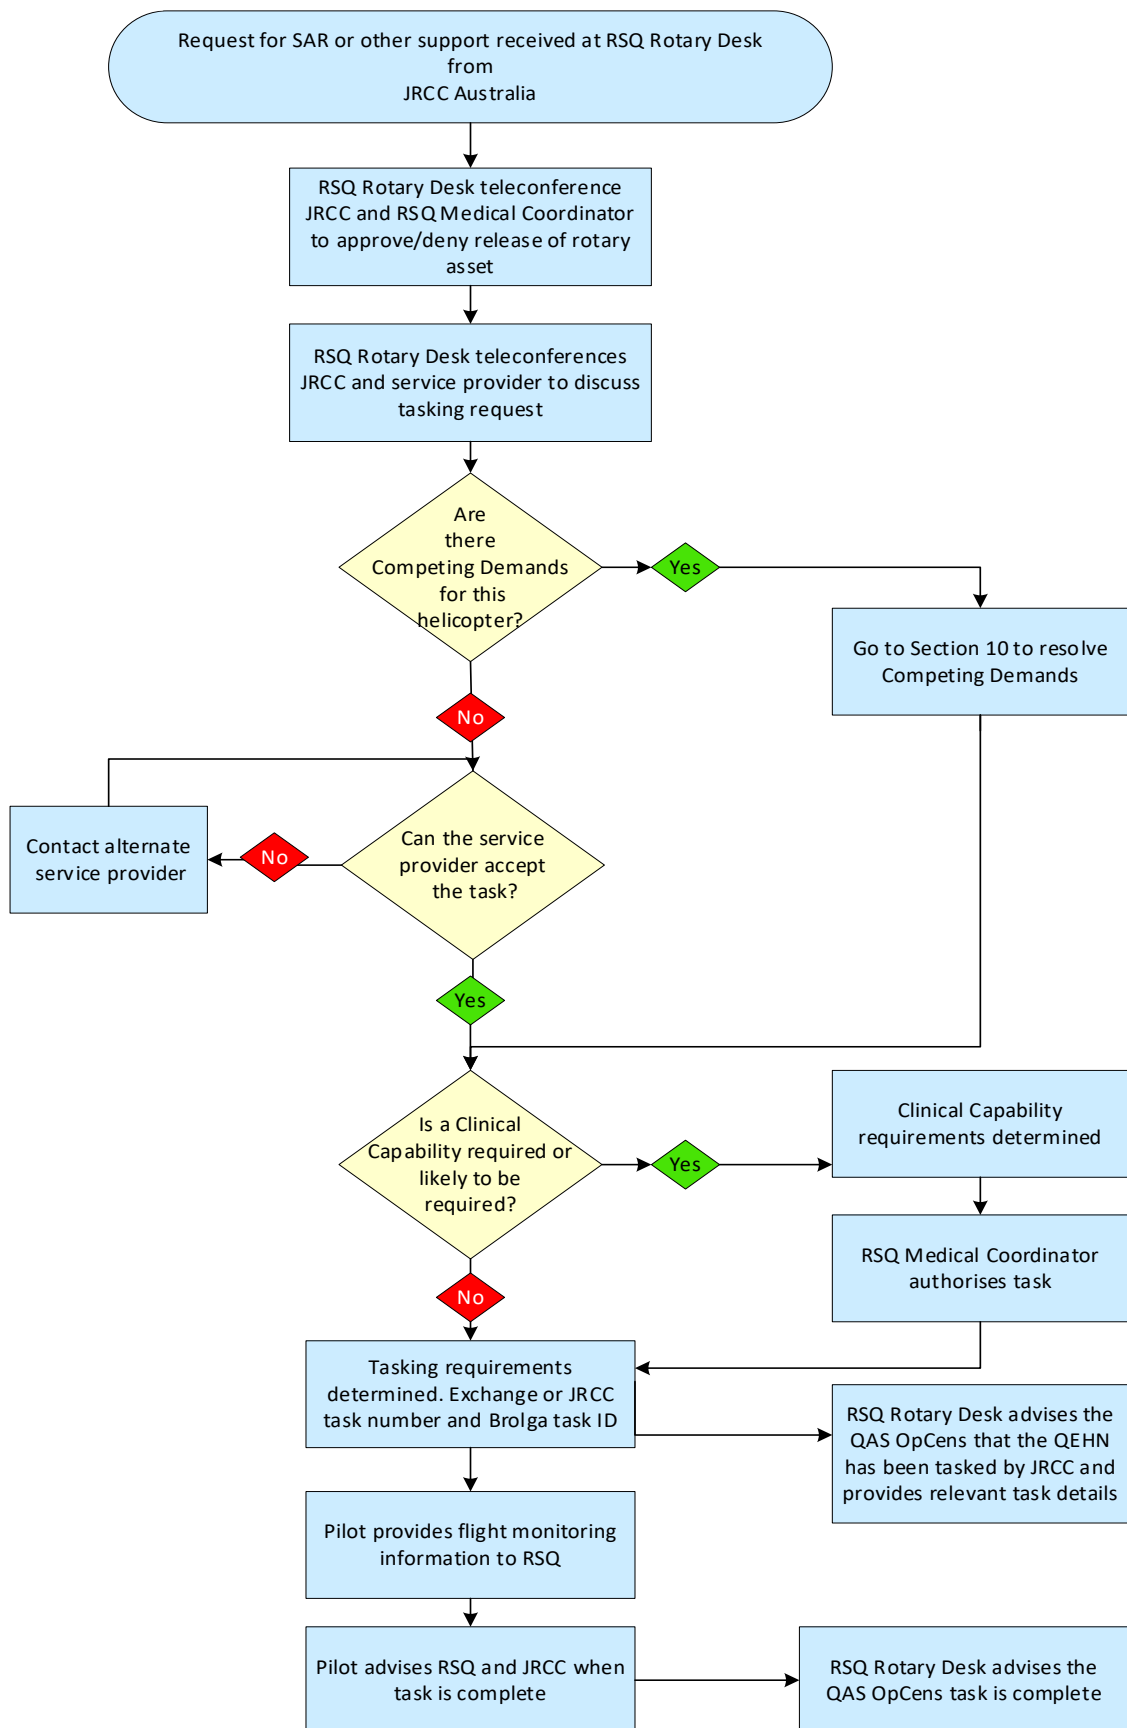 Request for SAR or other support received at RSQ Rotary Desk
from
JRCC Australia
RSQ Rotary Desk teleconference
JRCC and RSQ Medical Coordinator
to approve/deny release of rotary
asset
RSQ Rotary Desk teleconferences
JRCC and service provider to discuss
tasking request
Are
there
Competing Demands
for this
helicopter?
Yes
Go to Section 10 to resolve
Competing Demands
No
Can the service
provider accept
the task?
No
Contact alternate
service provider
Yes
Is a Clinical
Capability required or
likely to be
required?
Yes
Clinical Capability
requirements determined
RSQ Medical Coordinator
authorises task
No
Tasking requirements
determined. Exchange or JRCC
task number and Brolga task ID
RSQ Rotary Desk advises the
QAS OpCens that the QEHN
has been tasked by JRCC and
provides relevant task details
Pilot provides flight monitoring
information to RSQ
Pilot advises RSQ and JRCC when
task is complete
RSQ Rotary Desk advises the
QAS OpCens task is complete